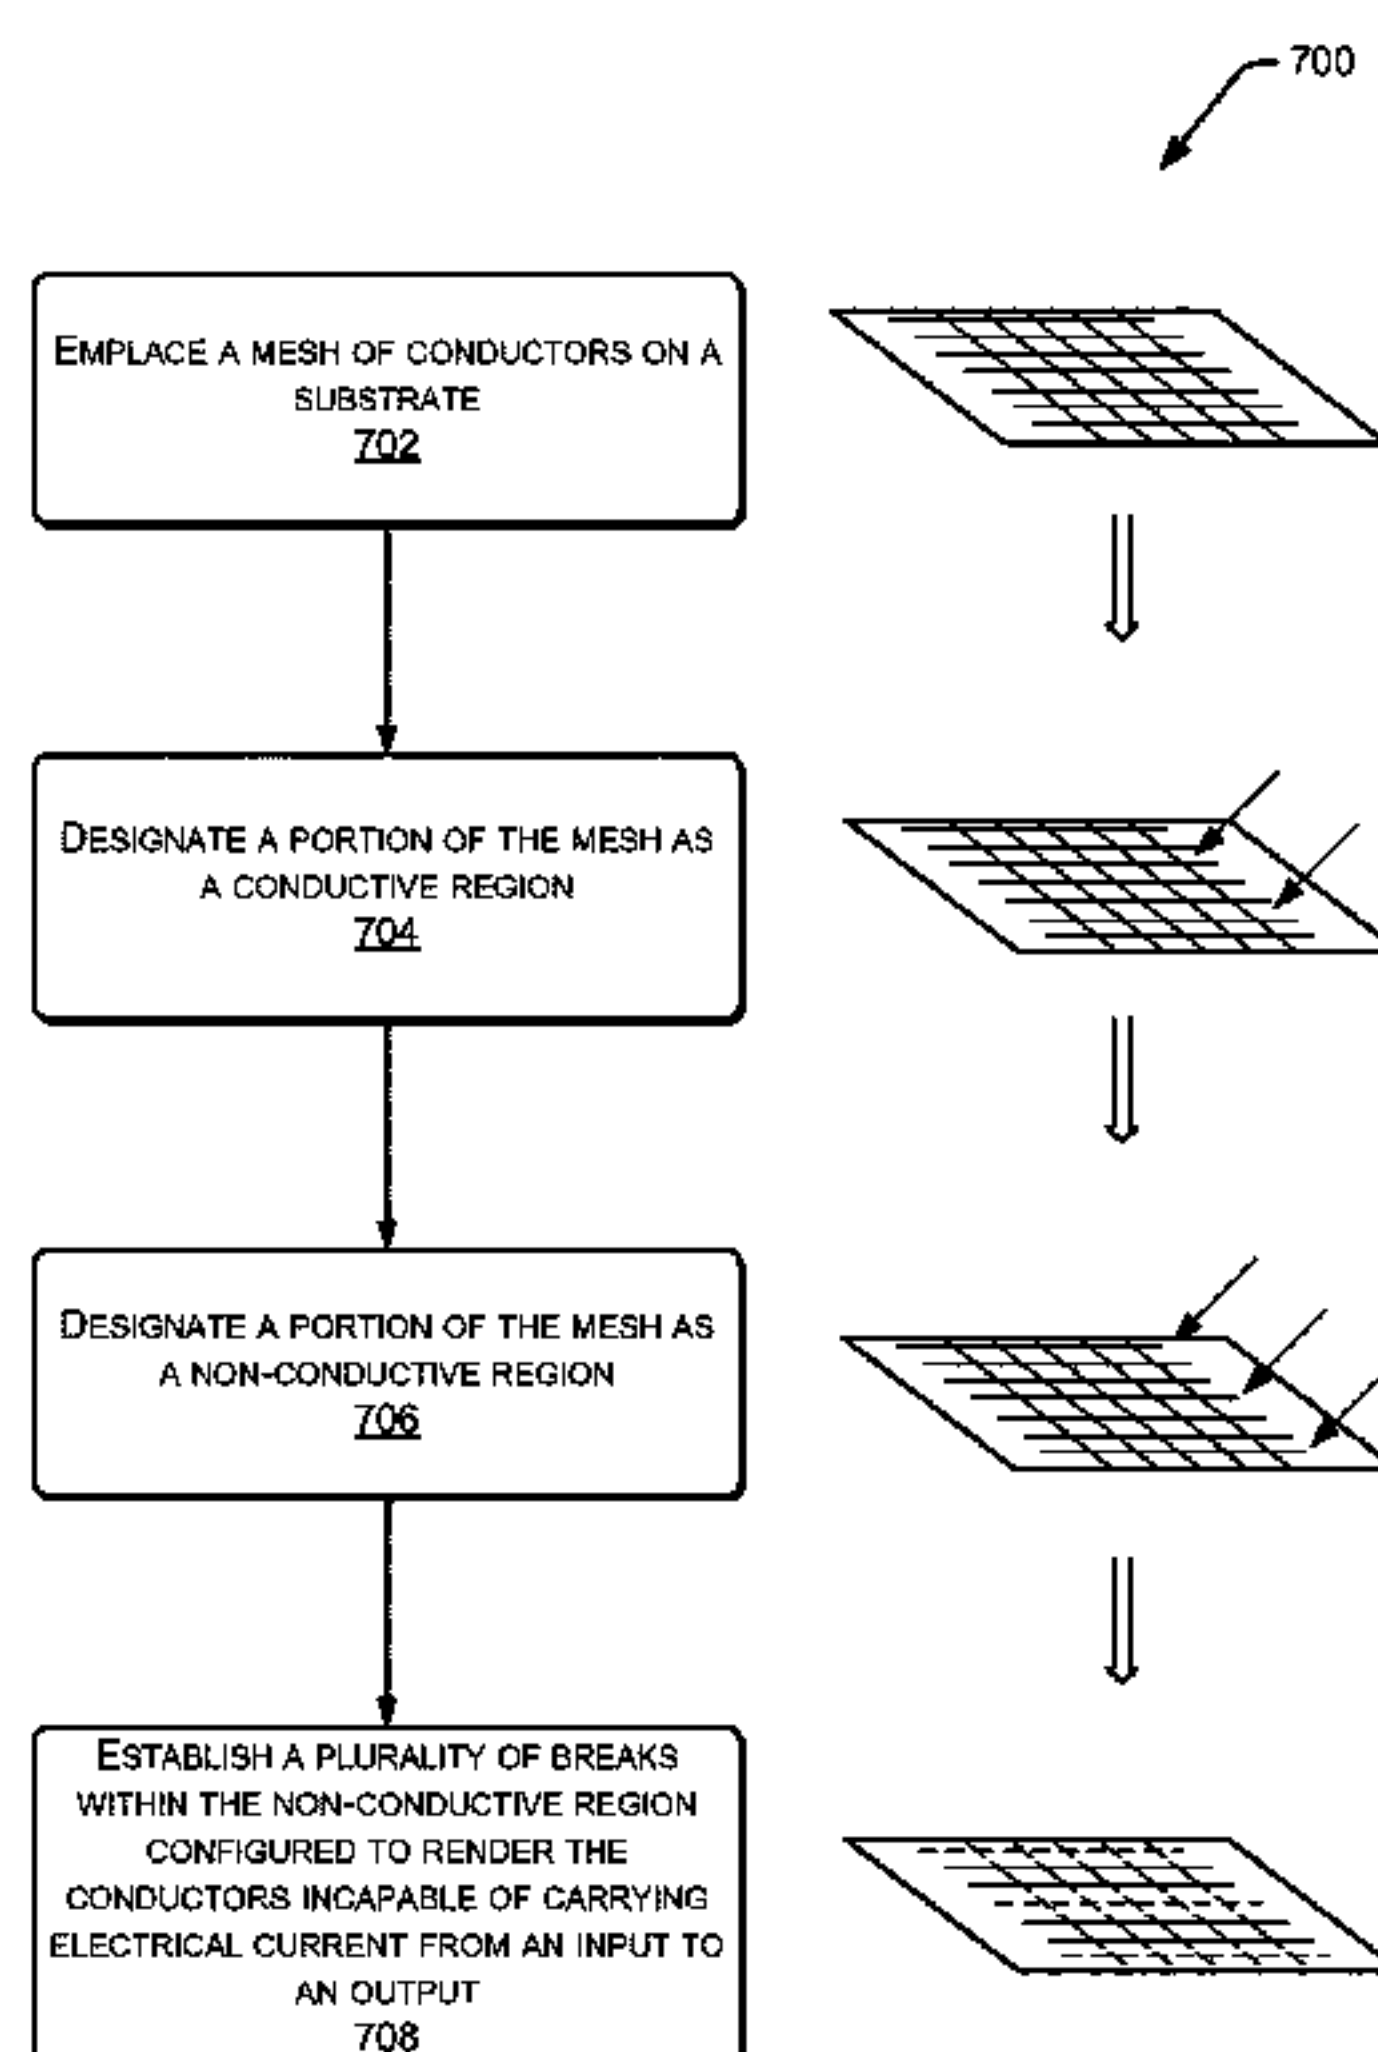 700
EMPLACE A MESH OF CONDUCTORS ON A
SUBSTRATE
702
DESIGNATE A PORTION OF THE MESH AS
A CONDUCTIVE REGION
704
DESIGNATE A PORTION OF THE MESH AS
A NON-CONDUCTIVE REGION
706
ESTABLISH A PLURALITY OF BREAKS
WITHIN THE NON-CONDUCTIVE REGION
CONFIGURED TO RENDER THE
CONDUCTORS INCAPABLE OF CARRYING
ELECTRICAL CURRENT FROM AN INPUT TO
AN OUTPUT
708